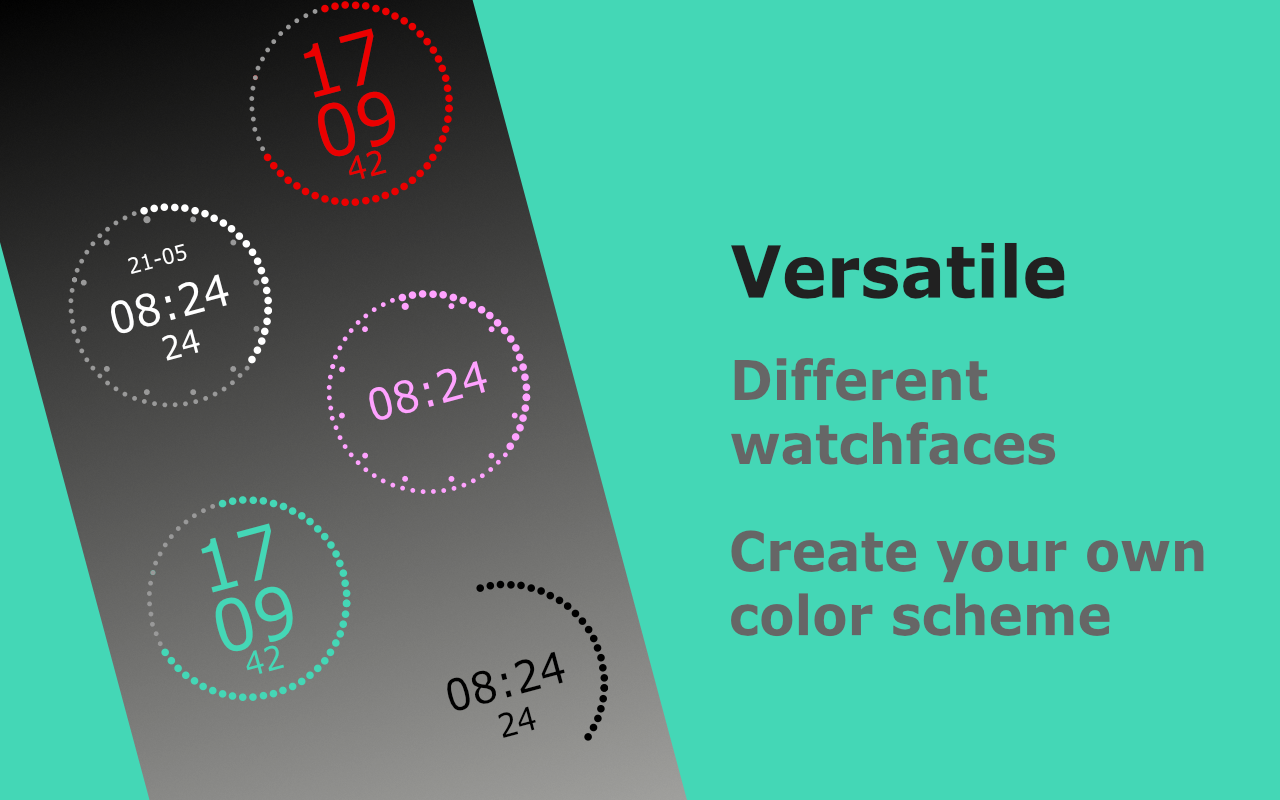 17
09
42
21-05
08:24
24
08:24
17
09
42
08:24
24
Versatile
Different
watchfaces
Create your own
color scheme